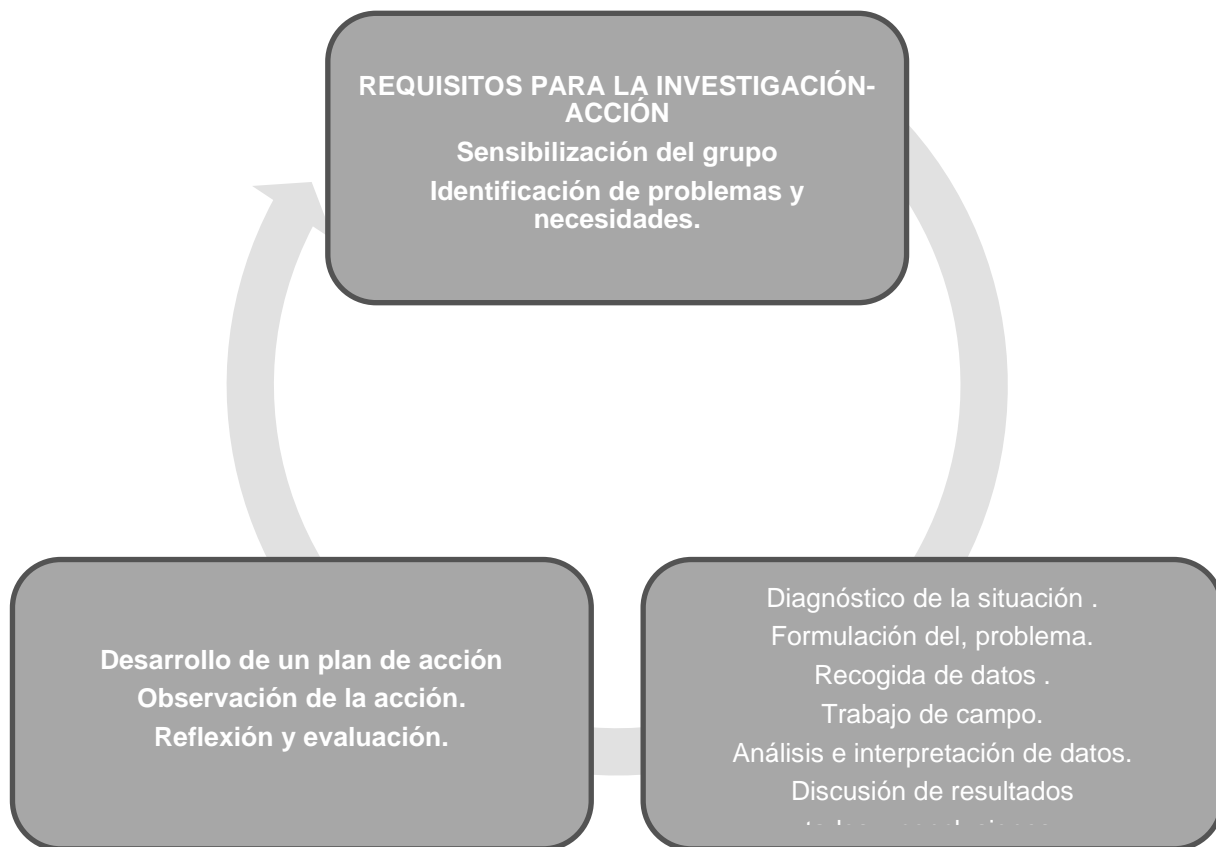 REQUISITOS PARA LA INVESTIGACIÓN-
ACCIÓN
Sensibilización del grupo
Identificación de problemas y
necesidades.
Diagnóstico de la situación .
Formulación del, problema.
Recogida de datos .
Trabajo de campo.
Análisis e interpretación de datos.
Discusión de resultados
Desarrollo de un plan de acción
Observación de la acción.
Reflexión y evaluación.